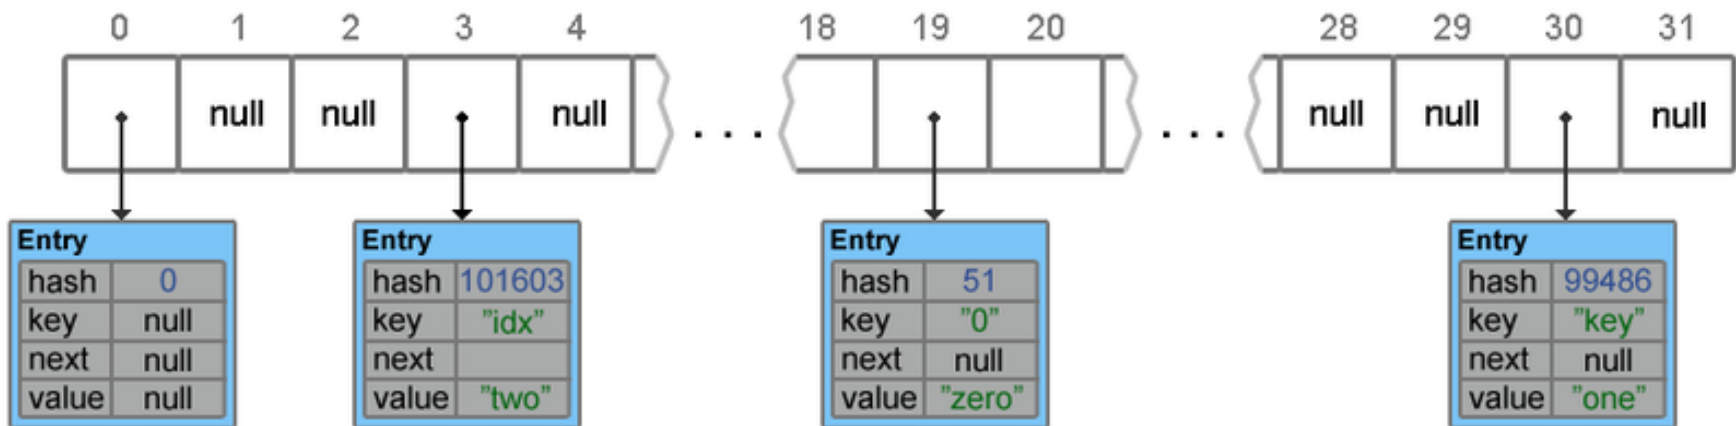 0 1 2 3 4 18 19 20 28 29 30 31
null null null . . . . . . null null null
Entry
hash 0
key null
next null
value null
Entry
hash 101603
key "idx"
next
value "two"
Entry
hash 51
key "0"
next null
value "zero"
Entry
hash 99486
key "key"
next null
value "one"